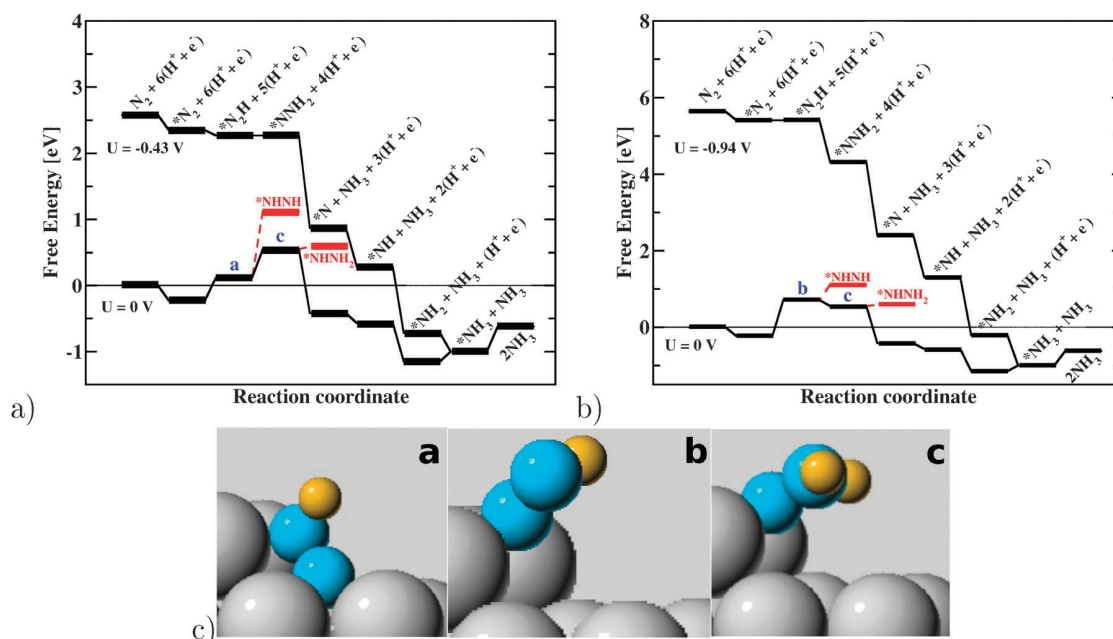 4
3
2
1
0
-1
Free Energy [eV]
N₂ + 6(H⁺ + e⁻)
*N₂ + 6(H⁺ + e⁻)
*N₂H + 5(H⁺ + e⁻)
*NNH₂ + 4(H⁺ + e⁻)
U = -0.43 V
*N + NH₃ + 3(H⁺ + e⁻)
*NH + NH₃ + 2(H⁺ + e⁻)
*NH₂ + NH₃ + (H⁺ + e⁻)
*NH₃ + NH₃
2NH₃
*NHNH
a
c
*NHNH₂
U = 0 V
Reaction coordinate
a)
8
6
4
2
0
Free Energy [eV]
N₂ + 6(H⁺ + e⁻)
*N₂ + 6(H⁺ + e⁻)
*N₂H + 5(H⁺ + e⁻)
*NNH₂ + 4(H⁺ + e⁻)
U = -0.94 V
*N + NH₃ + 3(H⁺ + e⁻)
*NH + NH₃ + 2(H⁺ + e⁻)
*NH₂ + NH₃ + (H⁺ + e⁻)
*NH₃ + NH₃
2NH₃
b
*NHNH
c
*NHNH₂
U = 0 V
Reaction coordinate
b)
a
b
c
c)